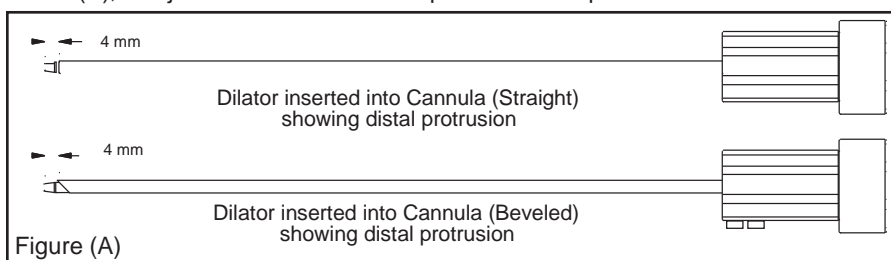 4 mm
Dilator inserted into Cannula (Straight)
showing distal protrusion
4 mm
Dilator inserted into Cannula (Beveled)
showing distal protrusion
Figure (A)